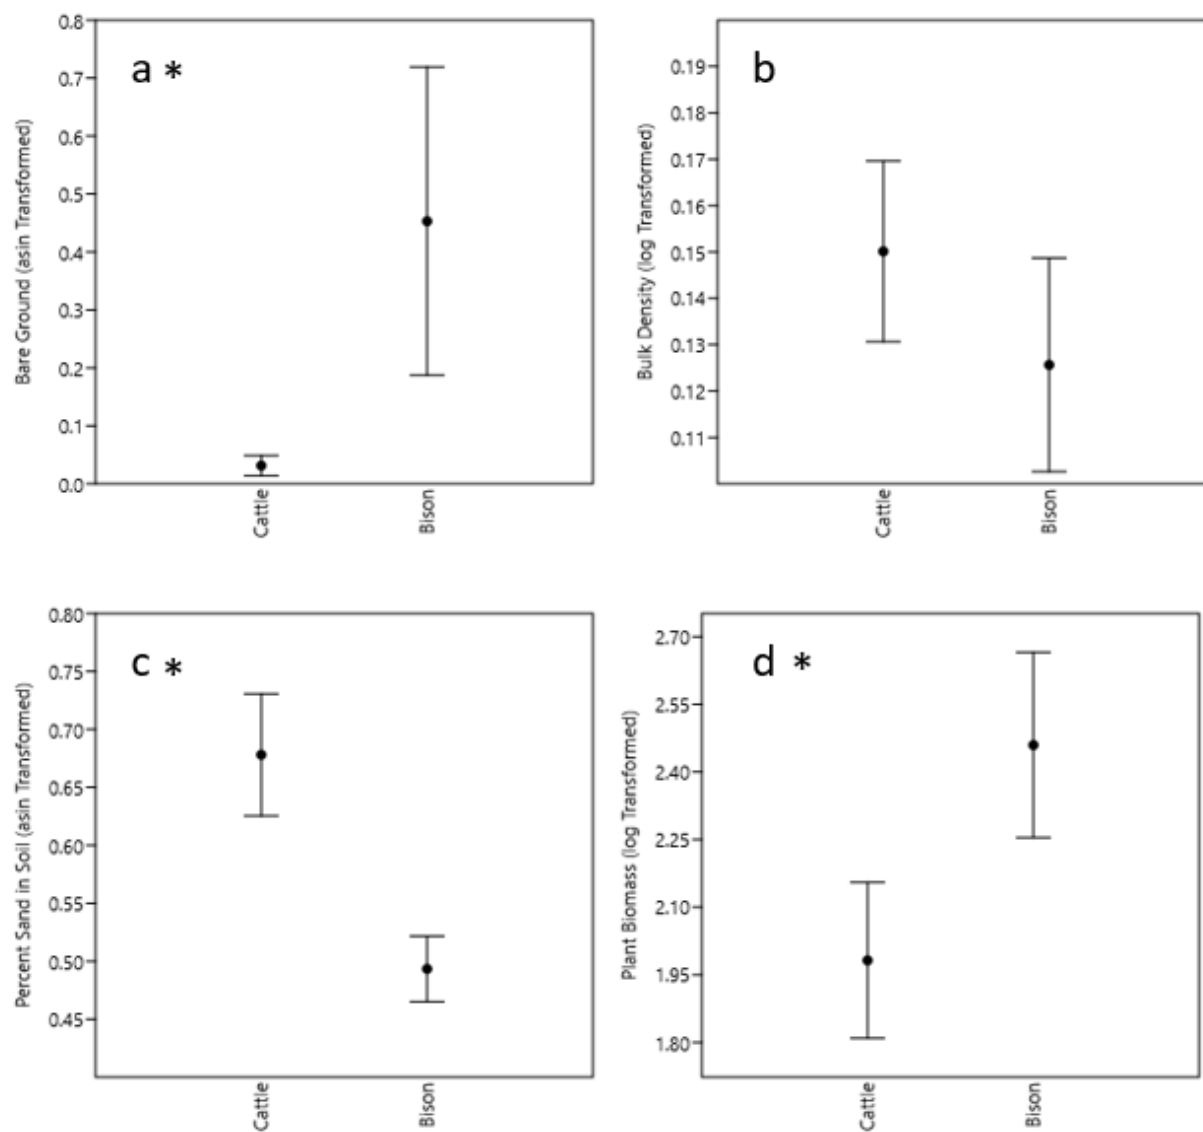 a *
Bare Ground (asin Transformed)
0.8
0.7
0.6
0.5
0.4
0.3
0.2
0.1
0.0
Cattle
Bison
b
Bulk Density (log Transformed)
0.19
0.18
0.17
0.16
0.15
0.14
0.13
0.12
0.11
Cattle
Bison
c *
Percent Sand in Soil (asin Transformed)
0.80
0.75
0.70
0.65
0.60
0.55
0.50
0.45
Cattle
Bison
d *
Plant Biomass (log Transformed)
2.70
2.55
2.40
2.25
2.10
1.95
1.80
Cattle
Bison